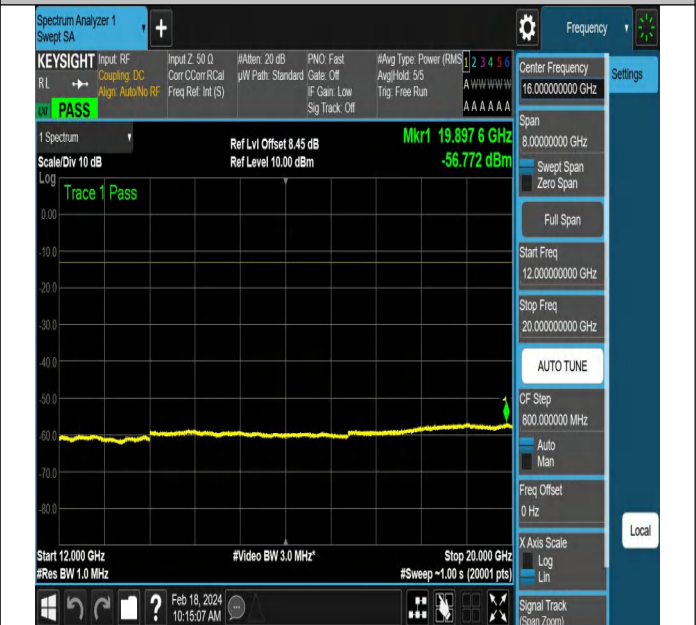 Spectrum Analyzer 1
Swept SA
+
Frequency
KEYSIGHT
RL
PASS
Input: RF
Coupling: DC
Align: Auto/No RF
Input Z: 50 Ω
Corr CCorr RCal
Freq Ref: Int (S)
#Atten: 20 dB
µW Path: Standard
PNO: Fast
Gate: Off
IF Gain: Low
Sig Track: Off
#Avg Type: Power (RMS)
Avg|Hold: 5/5
Trig: Free Run
1 2 3 4 5 6
A W W W W W
A A A A A A
1 Spectrum
Scale/Div 10 dB
Ref Lvl Offset 8.45 dB
Ref Level 10.00 dBm
Mkr1 19.897 6 GHz
-56.772 dBm
Log
Trace 1 Pass
0.00
-10.0
-20.0
-30.0
-40.0
-50.0
-60.0
-70.0
-80.0
1
Start 12.000 GHz
#Res BW 1.0 MHz
#Video BW 3.0 MHz*
Stop 20.000 GHz
#Sweep ~1.00 s (20001 pts)
Feb 18, 2024
10:15:07 AM
?
Settings
Center Frequency
16.000000000 GHz
Span
8.00000000 GHz
Swept Span
Zero Span
Full Span
Start Freq
12.000000000 GHz
Stop Freq
20.000000000 GHz
AUTO TUNE
CF Step
800.000000 MHz
Auto
Man
Freq Offset
0 Hz
X Axis Scale
Log
Lin
Signal Track
(Span Zoom)
Local